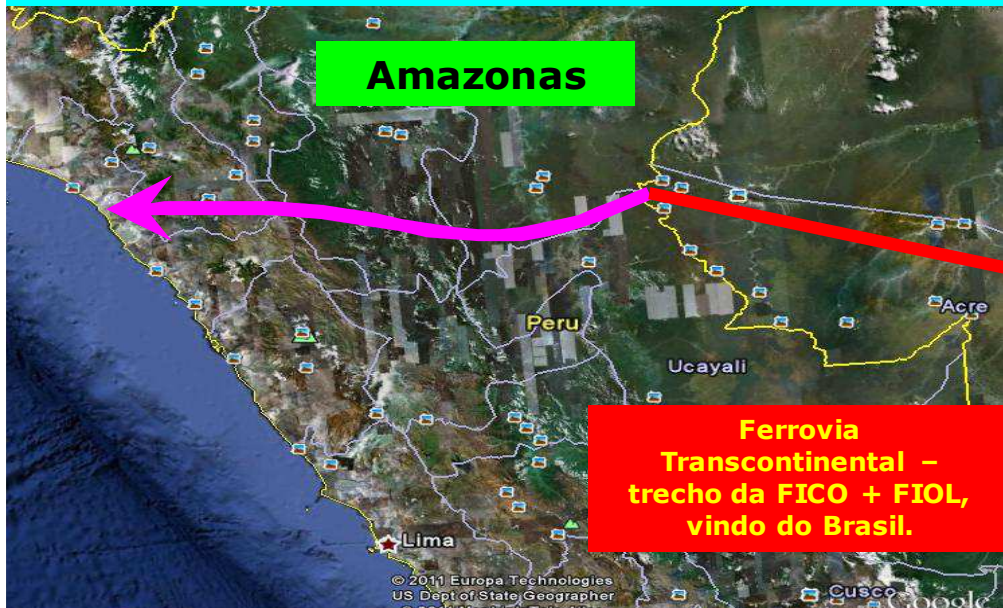 Amazonas
Acre
Peru
Ucayali
Ferrovia
Transcontinental –
trecho da FICO + FIOL,
vindo do Brasil.
Lima
© 2011 Europa Technologies
US Dept of State Geographer
Cusco
Google